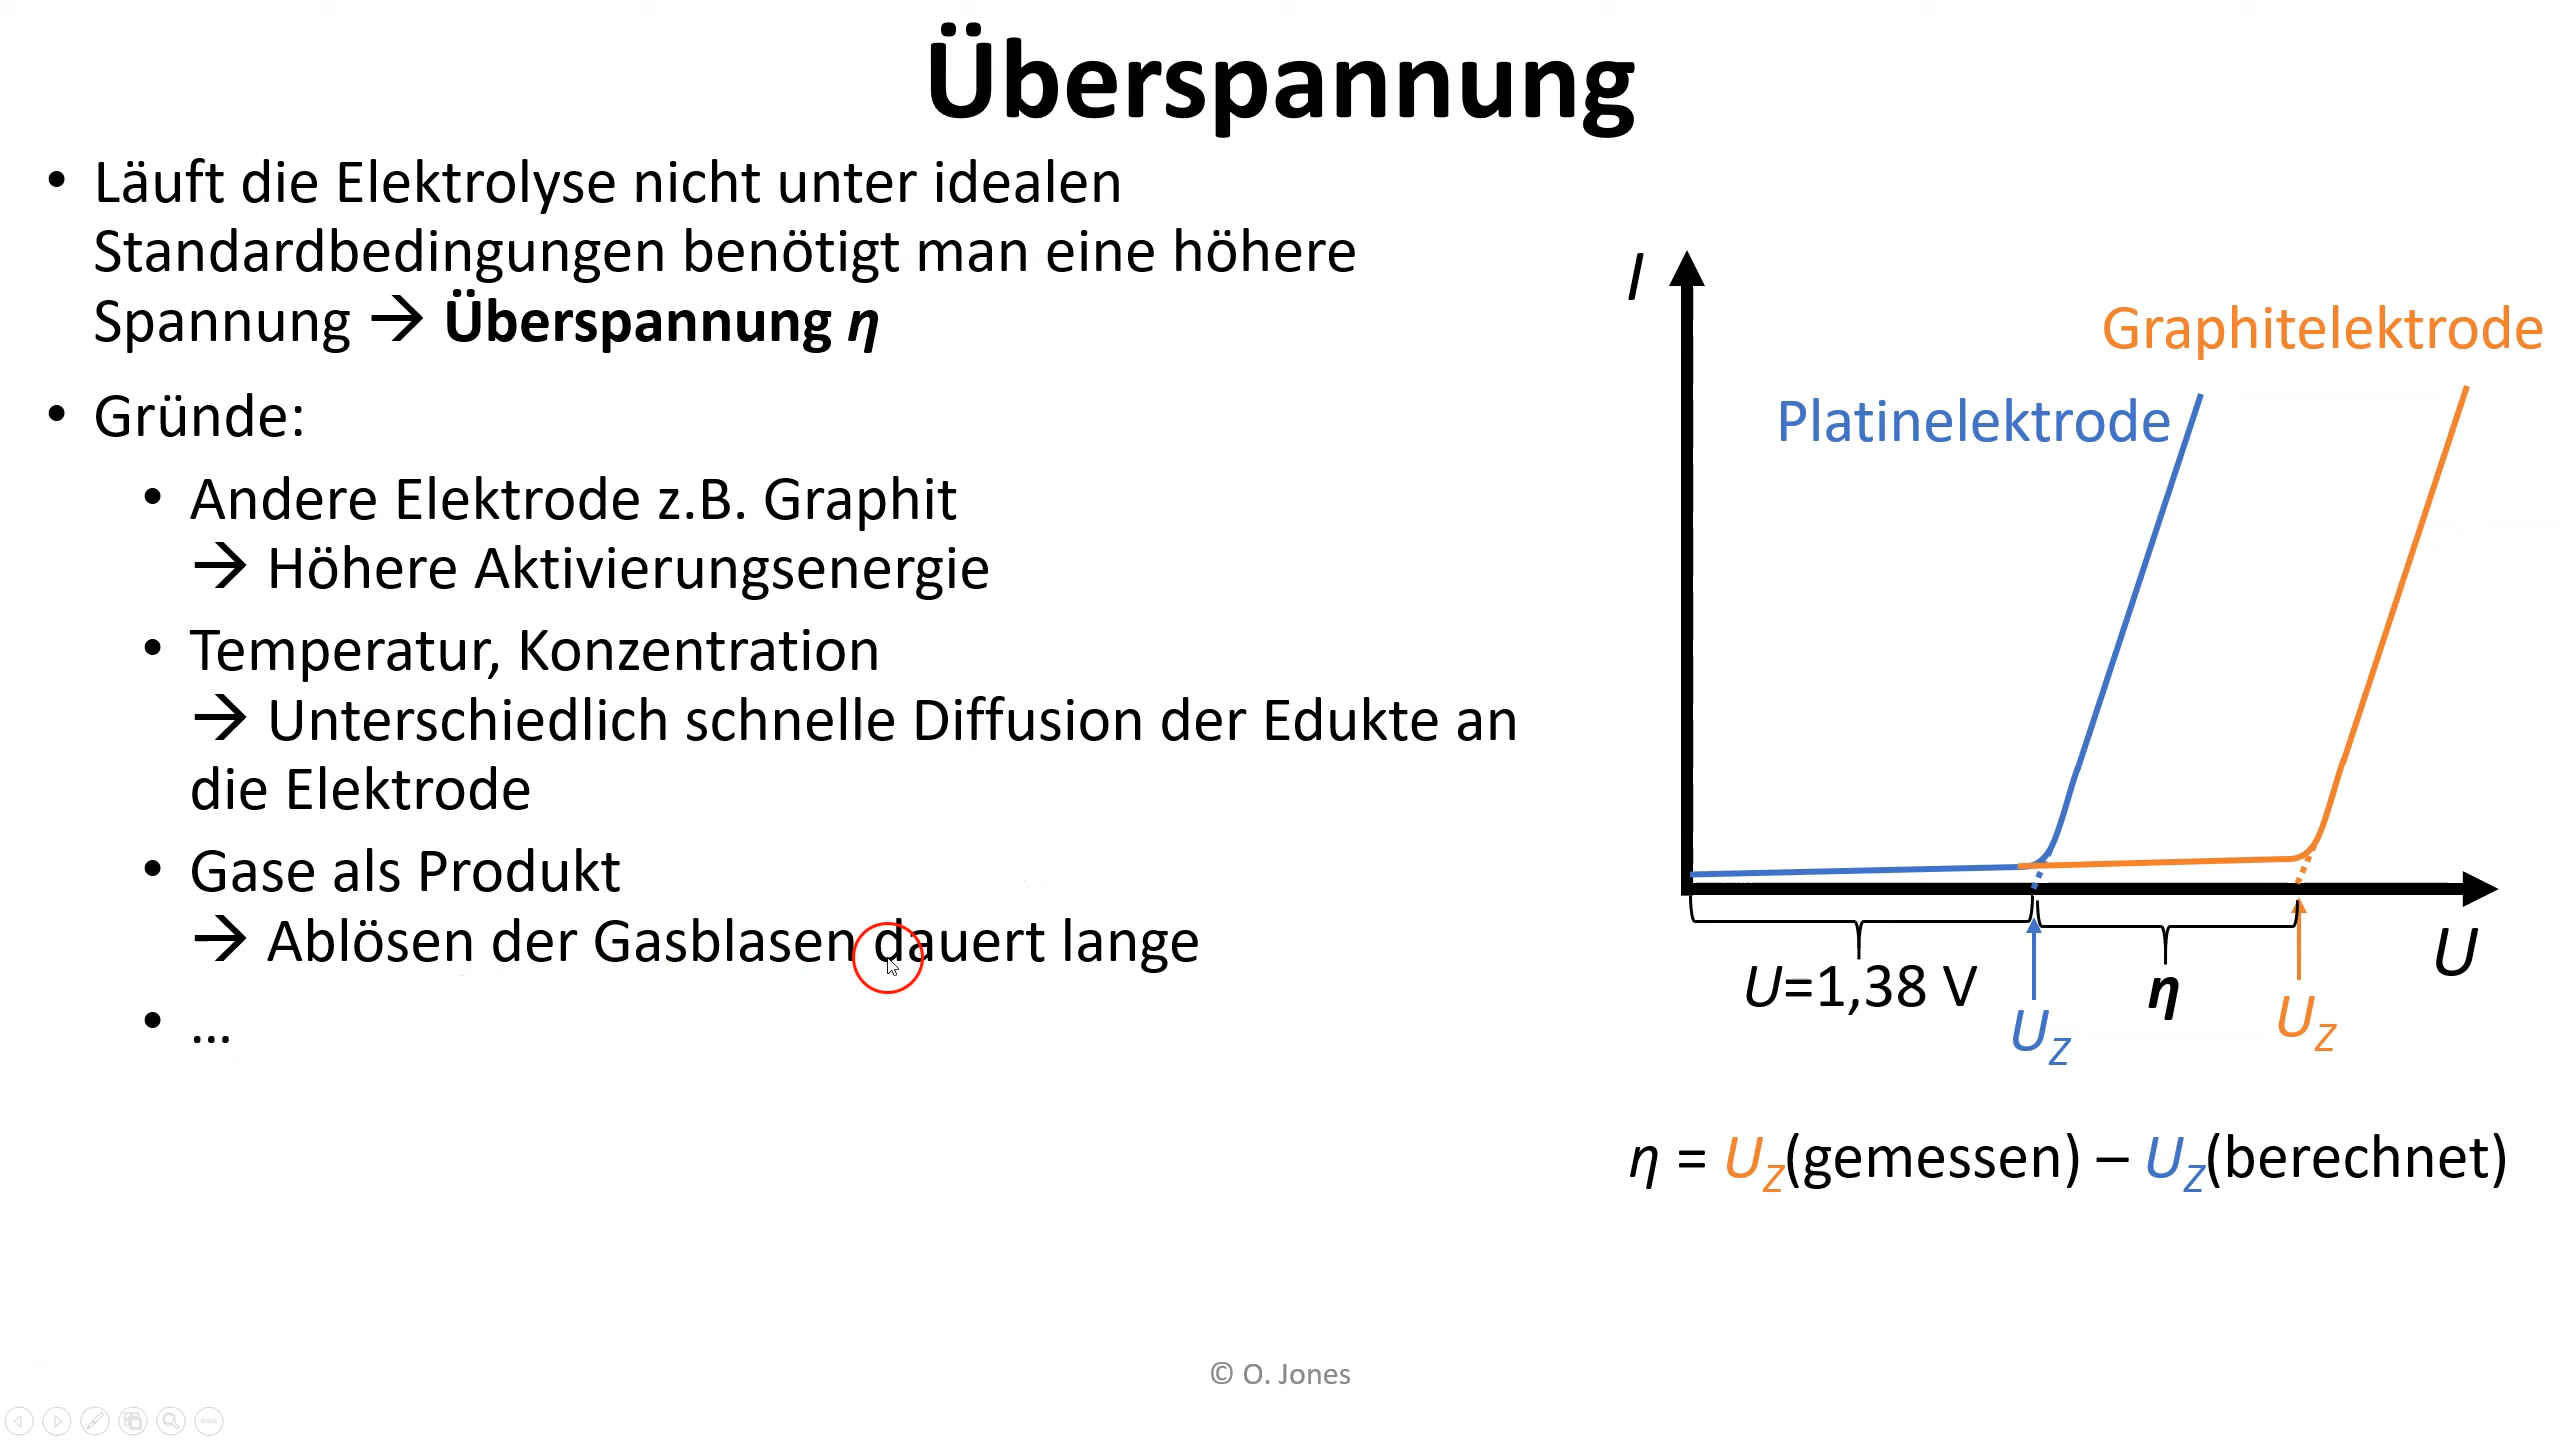 Überspannung
• Läuft die Elektrolyse nicht unter idealen
Standardbedingungen benötigt man eine höhere
Spannung → Überspannung η
• Gründe:
• Andere Elektrode z.B. Graphit
→ Höhere Aktivierungsenergie
• Temperatur, Konzentration
→ Unterschiedlich schnelle Diffusion der Edukte an
die Elektrode
• Gase als Produkt
→ Ablösen der Gasblasen dauert lange
• ...
I
Graphitelektrode
Platinelektrode
U
U=1,38 V
η
U_Z
U_Z
η = U_Z(gemessen) – U_Z(berechnet)
© O. Jones